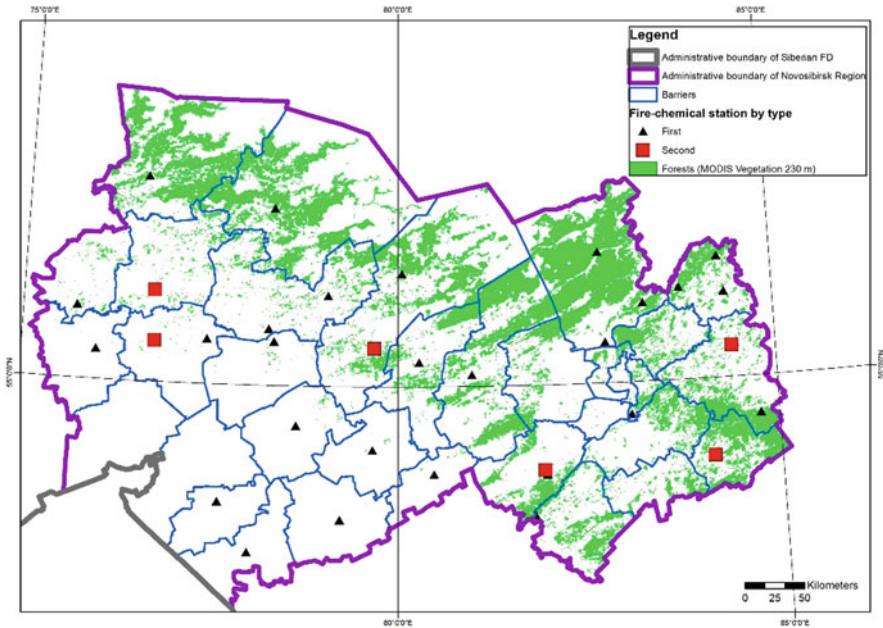 75°0'0"E
80°0'0"E
85°0'0"E
Legend
Administrative boundary of Siberian FD
Administrative boundary of Novosibirsk Region
Barriers
Fire-chemical station by type
First
Second
Forests (MODIS Vegetation 230 m)
55°0'0"N
55°0'0"N
Kilometers
0 25 50
80°0'0"E
85°0'0"E